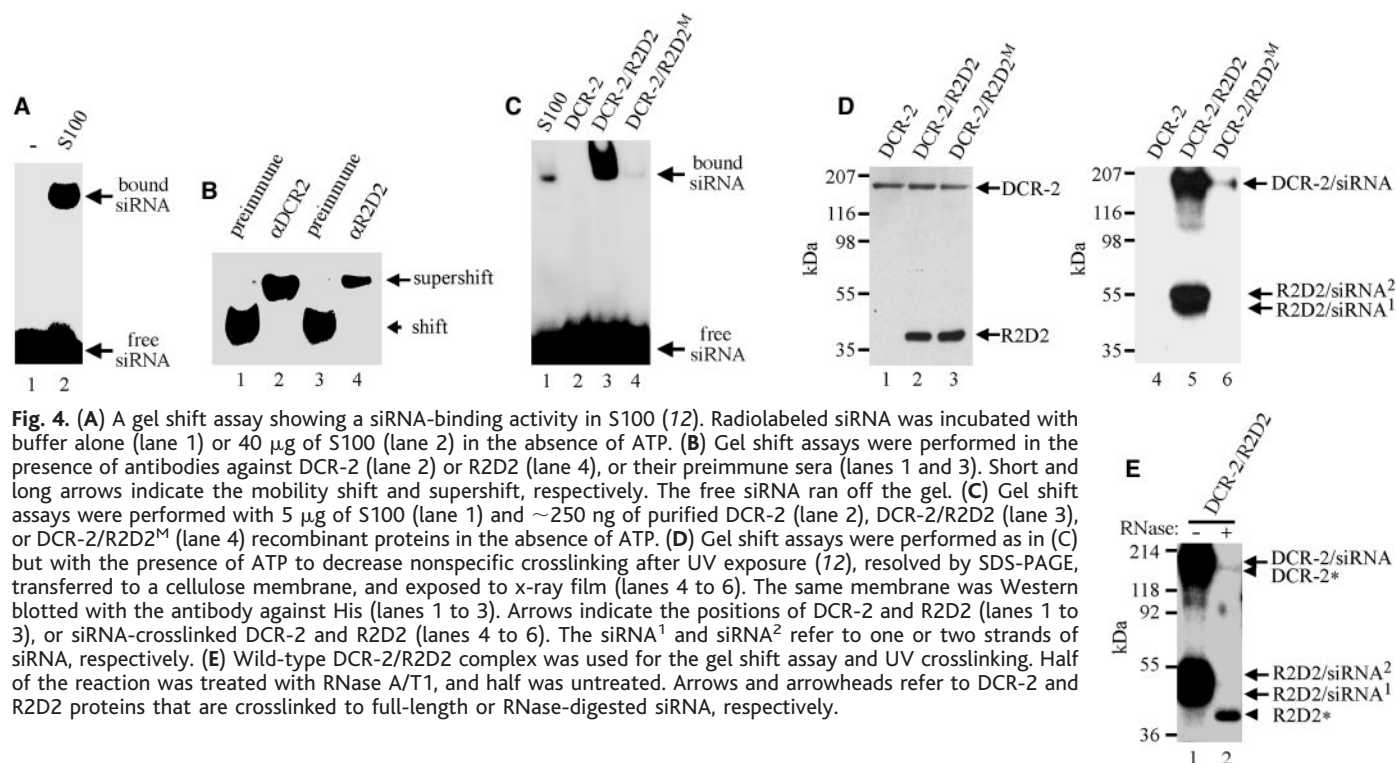 A
-
S100
bound
siRNA
free
siRNA
1 2
B
preimmune
αDCR2
preimmune
αR2D2
supershift
shift
1 2 3 4
C
S100
DCR-2
DCR-2/R2D2
DCR-2/R2D2ᴹ
bound
siRNA
free
siRNA
1 2 3 4
D
DCR-2
DCR-2/R2D2
DCR-2/R2D2ᴹ
207
116
98
55
35
kDa
DCR-2
R2D2
1 2 3
DCR-2
DCR-2/R2D2
DCR-2/R2D2ᴹ
207
116
98
55
35
kDa
DCR-2/siRNA
R2D2/siRNA²
R2D2/siRNA¹
4 5 6
Fig. 4. (A) A gel shift assay showing a siRNA-binding activity in S100 (12). Radiolabeled siRNA was incubated with
buffer alone (lane 1) or 40 μg of S100 (lane 2) in the absence of ATP. (B) Gel shift assays were performed in the
presence of antibodies against DCR-2 (lane 2) or R2D2 (lane 4), or their preimmune sera (lanes 1 and 3). Short and
long arrows indicate the mobility shift and supershift, respectively. The free siRNA ran off the gel. (C) Gel shift
assays were performed with 5 μg of S100 (lane 1) and ~250 ng of purified DCR-2 (lane 2), DCR-2/R2D2 (lane 3),
or DCR-2/R2D2ᴹ (lane 4) recombinant proteins in the absence of ATP. (D) Gel shift assays were performed as in (C)
but with the presence of ATP to decrease nonspecific crosslinking after UV exposure (12), resolved by SDS-PAGE,
transferred to a cellulose membrane, and exposed to x-ray film (lanes 4 to 6). The same membrane was Western
blotted with the antibody against His (lanes 1 to 3). Arrows indicate the positions of DCR-2 and R2D2 (lanes 1 to
3), or siRNA-crosslinked DCR-2 and R2D2 (lanes 4 to 6). The siRNA¹ and siRNA² refer to one or two strands of
siRNA, respectively. (E) Wild-type DCR-2/R2D2 complex was used for the gel shift assay and UV crosslinking. Half
of the reaction was treated with RNase A/T1, and half was untreated. Arrows and arrowheads refer to DCR-2 and
R2D2 proteins that are crosslinked to full-length or RNase-digested siRNA, respectively.
E
DCR-2/R2D2
RNase: - +
214
118
92
55
36
kDa
DCR-2/siRNA
DCR-2*
R2D2/siRNA²
R2D2/siRNA¹
R2D2*
1 2